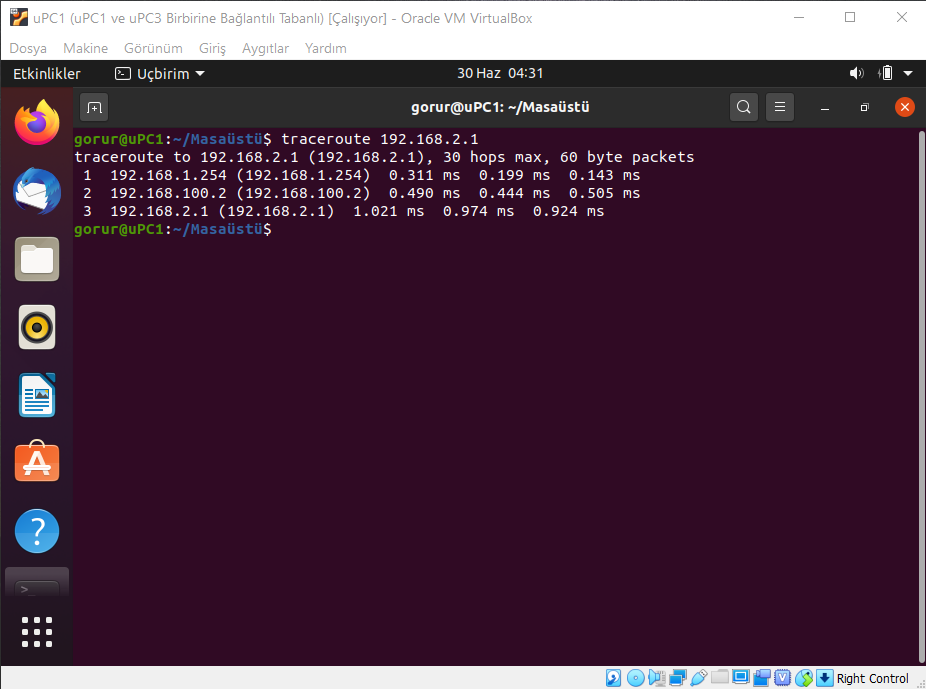 uPC1 (uPC1 ve uPC3 Birbirine Bağlantılı Tabanlı) [Çalışıyor] - Oracle VM VirtualBox
Dosya Makine Görünüm Giriş Aygıtlar Yardım
Etkinlikler Uçbirim 30 Haz 04:31
gorur@uPC1: ~/Masaüstü
gorur@uPC1:~/Masaüstü$ traceroute 192.168.2.1
traceroute to 192.168.2.1 (192.168.2.1), 30 hops max, 60 byte packets
1 192.168.1.254 (192.168.1.254) 0.311 ms 0.199 ms 0.143 ms
2 192.168.100.2 (192.168.100.2) 0.490 ms 0.444 ms 0.505 ms
3 192.168.2.1 (192.168.2.1) 1.021 ms 0.974 ms 0.924 ms
gorur@uPC1:~/Masaüstü$
Right Control